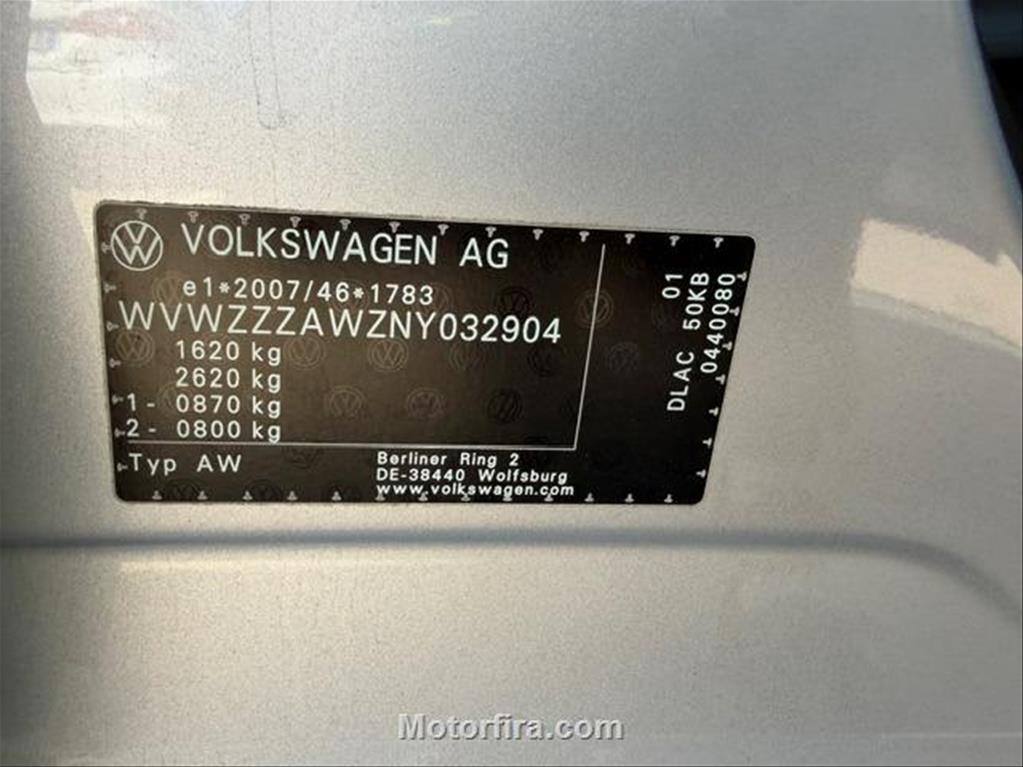 VOLKSWAGEN AG
e1*2007/46*1783
WVWZZZAWZNY032904
1620 kg
2620 kg
1- 0870 kg
2- 0800 kg
Typ AW
Berliner Ring 2
DE-38440 Wolfsburg
www.volkswagen.com
01
DLAC 50KB
0440080
Motorfira.com